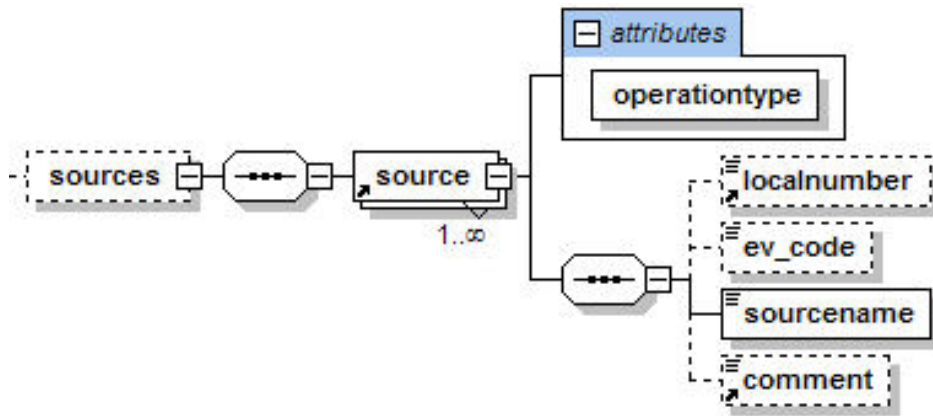 attributes
operationtype
sources
source
1..∞
localnumber
ev_code
sourcename
comment